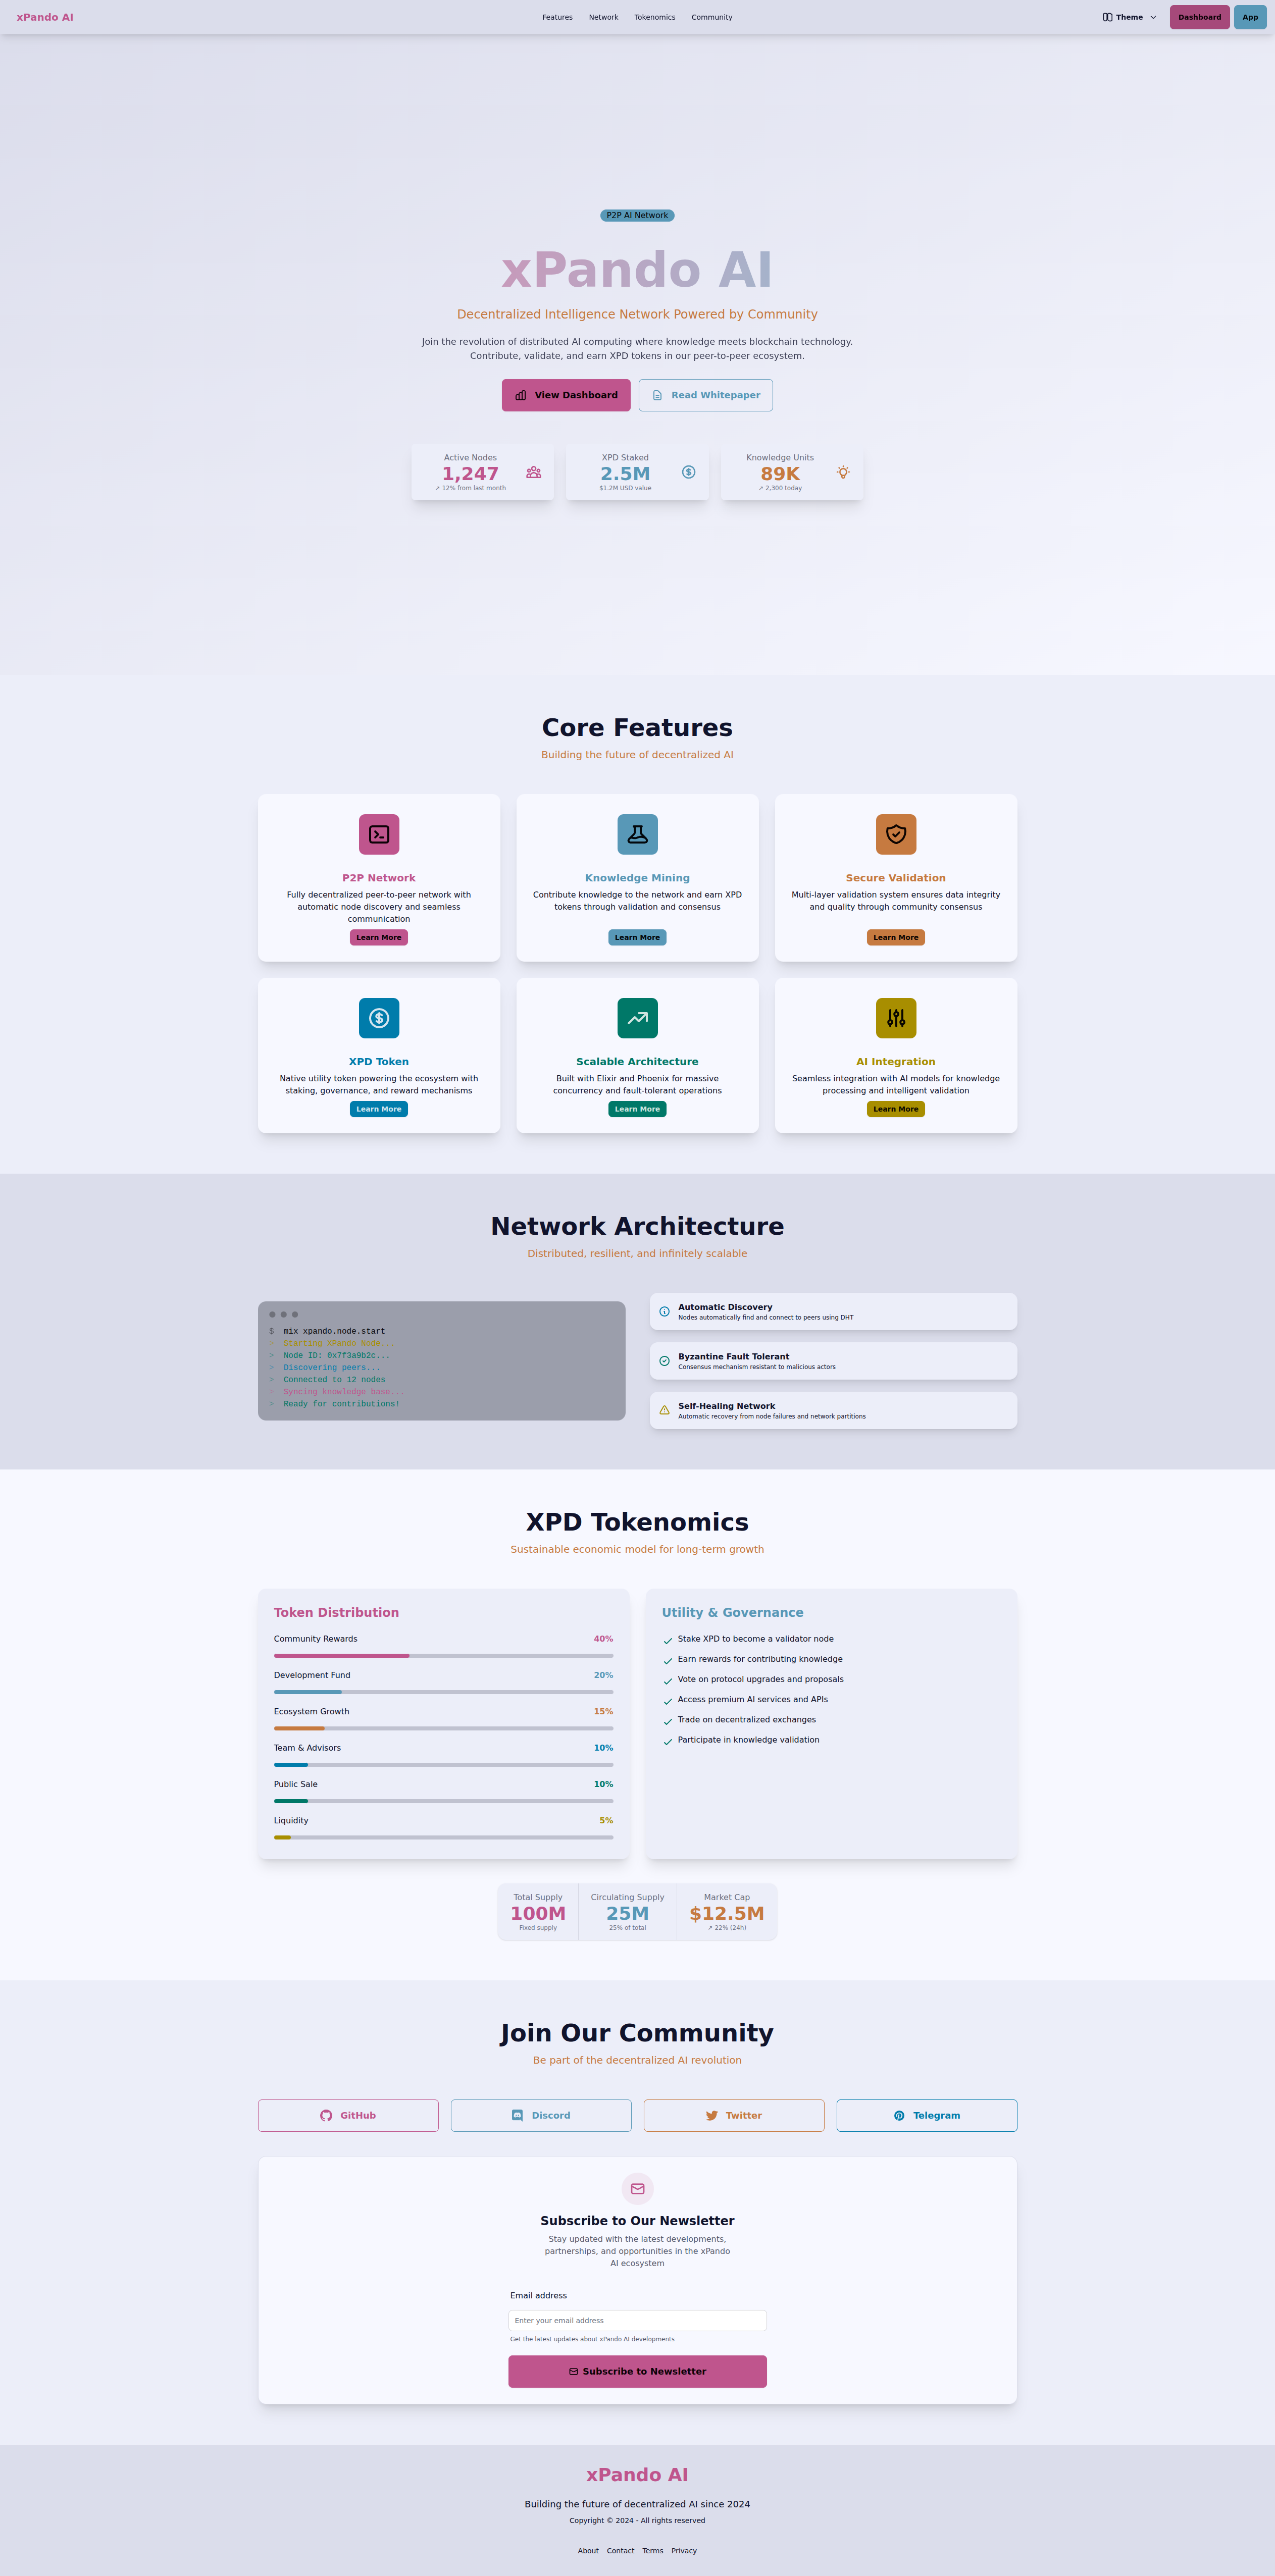 xPando AI
Features Network Tokenomics Community
Theme
Dashboard
App
P2P AI Network
xPando AI
Decentralized Intelligence Network Powered by Community
Join the revolution of distributed AI computing where knowledge meets blockchain technology.
Contribute, validate, and earn XPD tokens in our peer-to-peer ecosystem.
View Dashboard
Read Whitepaper
Active Nodes
1,247
↗ 12% from last month
XPD Staked
2.5M
$1.2M USD value
Knowledge Units
89K
↗ 2,300 today
Core Features
Building the future of decentralized AI
P2P Network
Fully decentralized peer-to-peer network with
automatic node discovery and seamless
communication
Learn More
Knowledge Mining
Contribute knowledge to the network and earn XPD
tokens through validation and consensus
Learn More
Secure Validation
Multi-layer validation system ensures data integrity
and quality through community consensus
Learn More
XPD Token
Native utility token powering the ecosystem with
staking, governance, and reward mechanisms
Learn More
Scalable Architecture
Built with Elixir and Phoenix for massive
concurrency and fault-tolerant operations
Learn More
AI Integration
Seamless integration with AI models for knowledge
processing and intelligent validation
Learn More
Network Architecture
Distributed, resilient, and infinitely scalable
$ mix xpando.node.start
> Starting XPando Node...
> Node ID: 0x7f3a9b2c...
> Discovering peers...
> Connected to 12 nodes
> Syncing knowledge base...
> Ready for contributions!
Automatic Discovery
Nodes automatically find and connect to peers using DHT
Byzantine Fault Tolerant
Consensus mechanism resistant to malicious actors
Self-Healing Network
Automatic recovery from node failures and network partitions
XPD Tokenomics
Sustainable economic model for long-term growth
Token Distribution
Community Rewards 40%
Development Fund 20%
Ecosystem Growth 15%
Team & Advisors 10%
Public Sale 10%
Liquidity 5%
Utility & Governance
Stake XPD to become a validator node
Earn rewards for contributing knowledge
Vote on protocol upgrades and proposals
Access premium AI services and APIs
Trade on decentralized exchanges
Participate in knowledge validation
Total Supply
100M
Fixed supply
Circulating Supply
25M
25% of total
Market Cap
$12.5M
↗ 22% (24h)
Join Our Community
Be part of the decentralized AI revolution
GitHub
Discord
Twitter
Telegram
Subscribe to Our Newsletter
Stay updated with the latest developments,
partnerships, and opportunities in the xPando
AI ecosystem
Email address
Enter your email address
Get the latest updates about xPando AI developments
Subscribe to Newsletter
xPando AI
Building the future of decentralized AI since 2024
Copyright © 2024 - All rights reserved
About Contact Terms Privacy